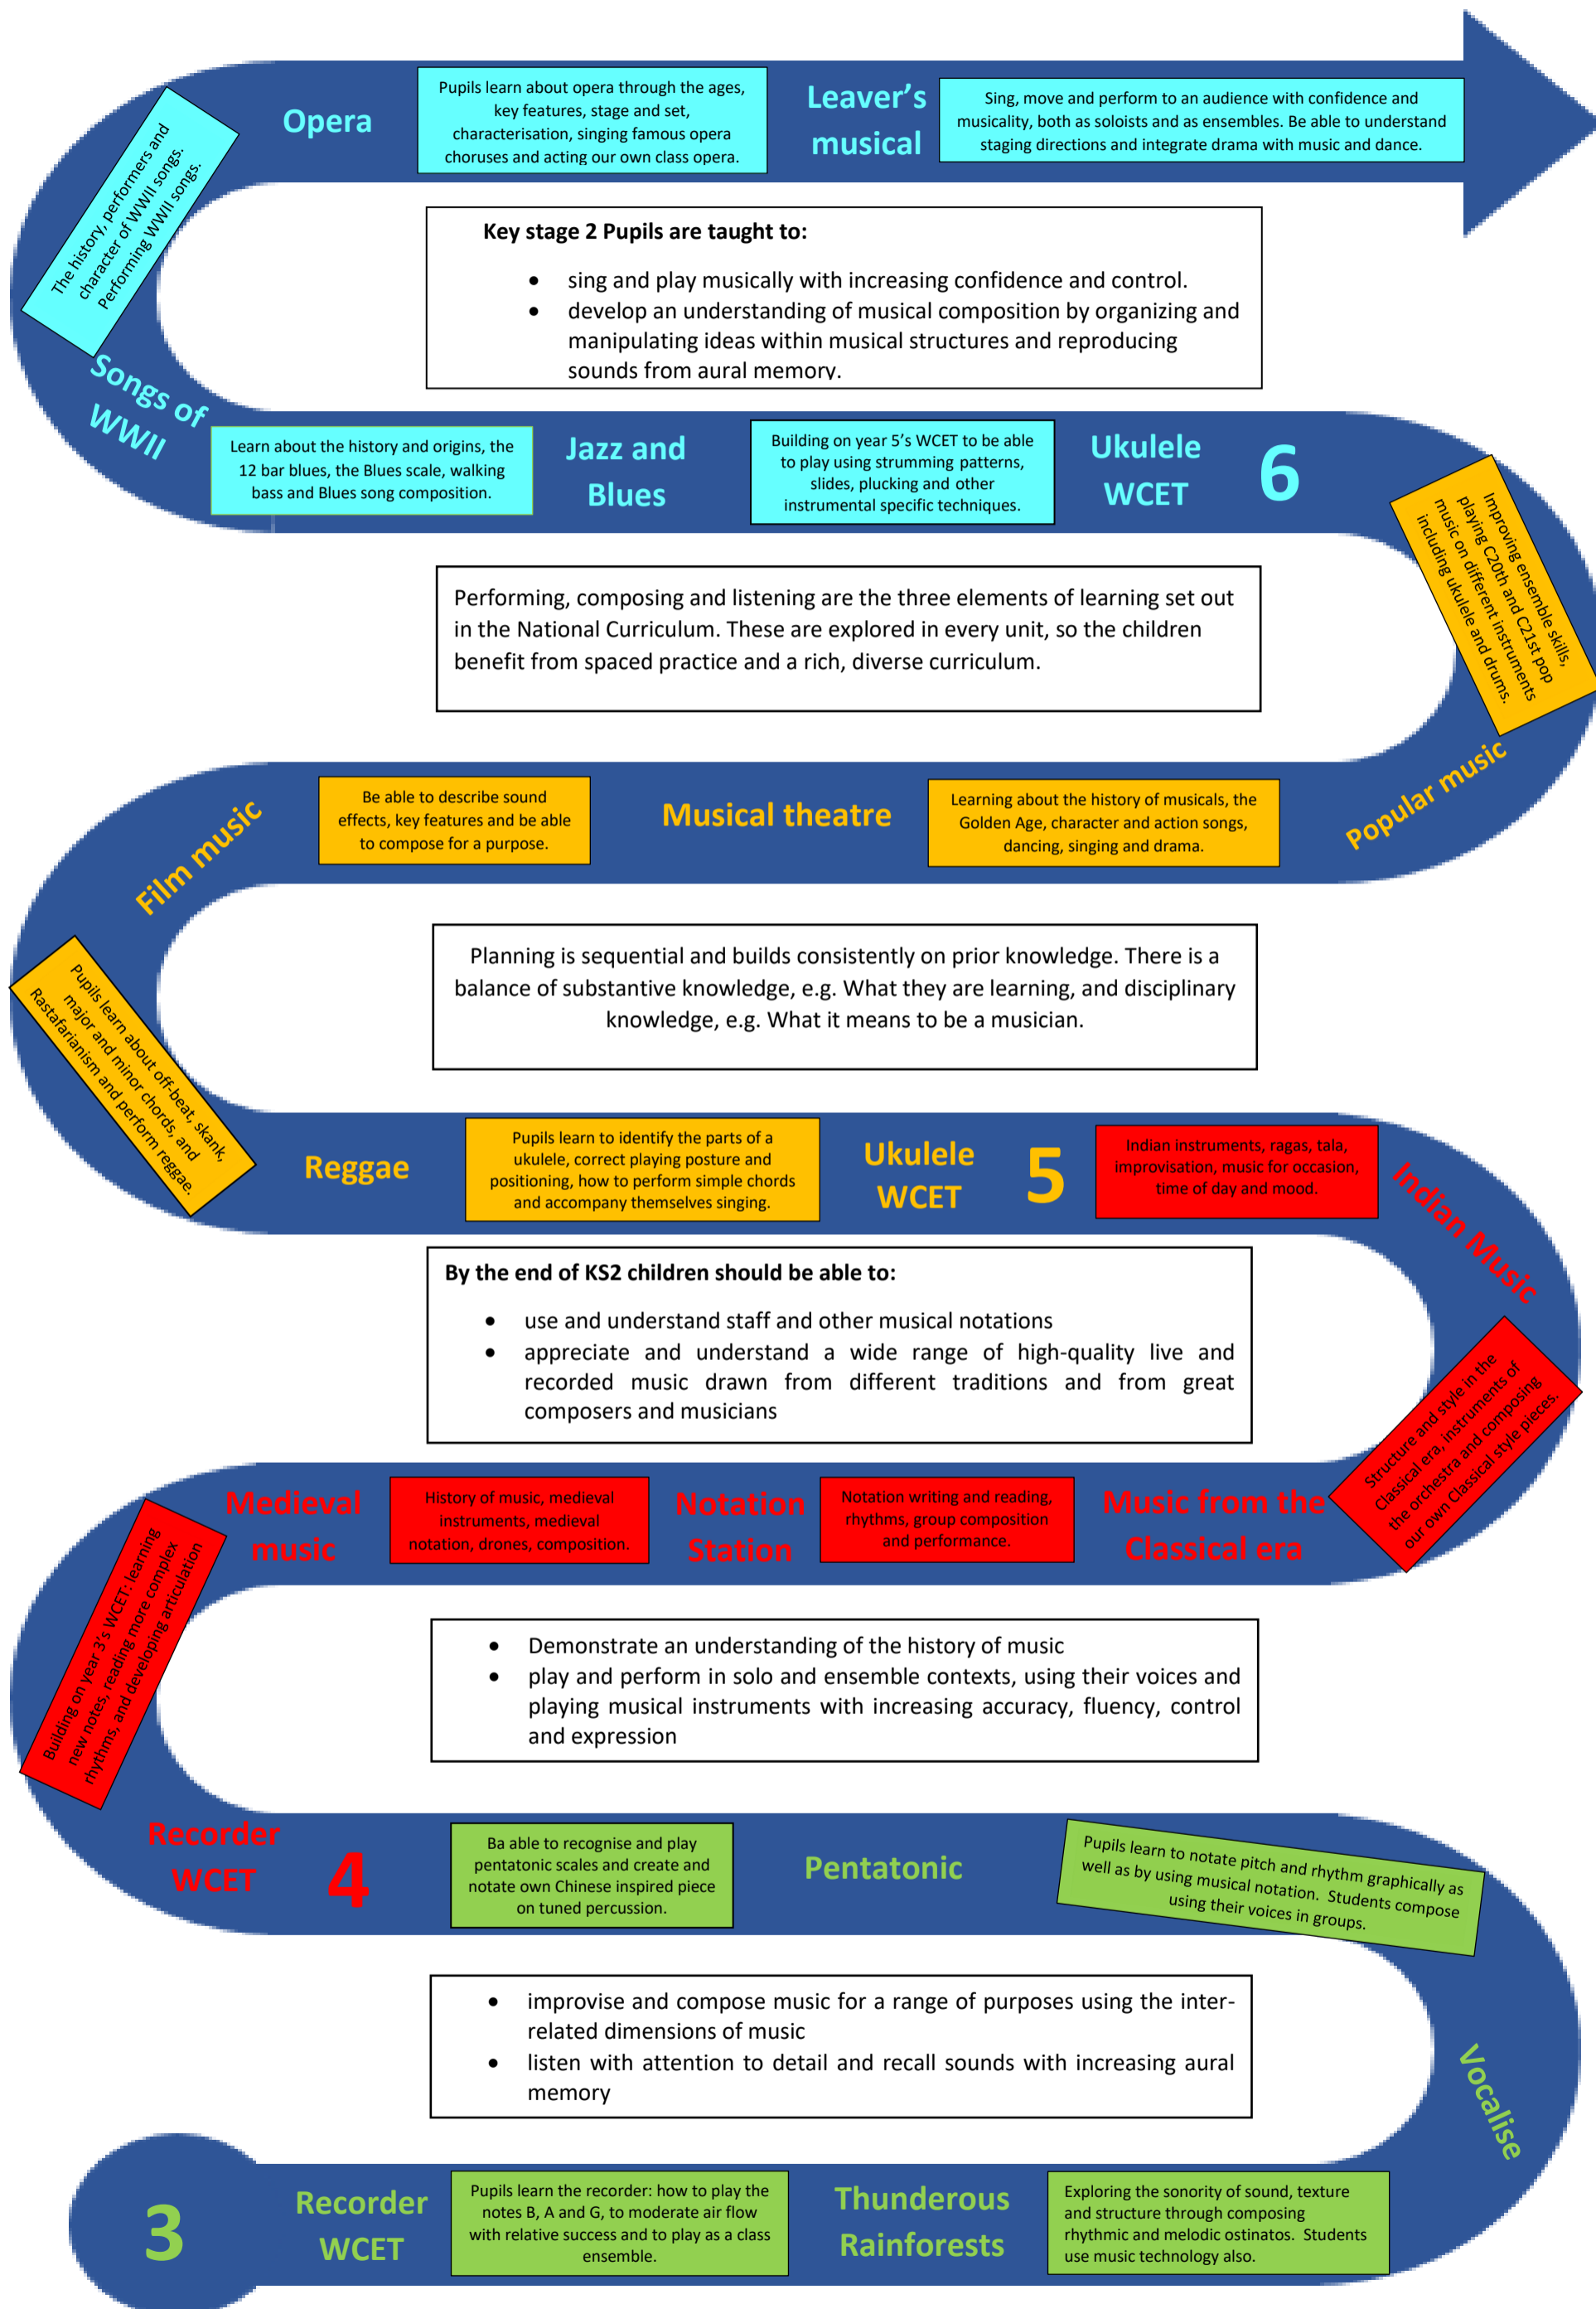 Opera
Pupils learn about opera through the ages,
key features, stage and set,
characterisation, singing famous opera
choruses and acting our own class opera.
Leaver’s
musical
Sing, move and perform to an audience with confidence and
musicality, both as soloists and as ensembles. Be able to understand
staging directions and integrate drama with music and dance.
The history, performers and
character of WWII songs.
Performing WWII songs.
Key stage 2 Pupils are taught to:
• sing and play musically with increasing confidence and control.
• develop an understanding of musical composition by organizing and
manipulating ideas within musical structures and reproducing
sounds from aural memory.
Songs of
WWII
Learn about the history and origins, the
12 bar blues, the Blues scale, walking
bass and Blues song composition.
Jazz and
Blues
Building on year 5’s WCET to be able
to play using strumming patterns,
slides, plucking and other
instrumental specific techniques.
Ukulele
WCET
6
Improving ensemble skills,
playing C20th and C21st pop
music on different instruments
including ukulele and drums.
Performing, composing and listening are the three elements of learning set out
in the National Curriculum. These are explored in every unit, so the children
benefit from spaced practice and a rich, diverse curriculum.
Popular music
Film music
Be able to describe sound
effects, key features and be able
to compose for a purpose.
Musical theatre
Learning about the history of musicals, the
Golden Age, character and action songs,
dancing, singing and drama.
Planning is sequential and builds consistently on prior knowledge. There is a
balance of substantive knowledge, e.g. What they are learning, and disciplinary
knowledge, e.g. What it means to be a musician.
Pupils learn about off-beat, skank,
major and minor chords, and
Rastafarianism and perform reggae.
Reggae
Pupils learn to identify the parts of a
ukulele, correct playing posture and
positioning, how to perform simple chords
and accompany themselves singing.
Ukulele
WCET
5
Indian instruments, ragas, tala,
improvisation, music for occasion,
time of day and mood.
Indian Music
By the end of KS2 children should be able to:
• use and understand staff and other musical notations
• appreciate and understand a wide range of high-quality live and
recorded music drawn from different traditions and from great
composers and musicians
Structure and style in the
Classical era, instruments of
the orchestra and composing
our own Classical style pieces.
Medieval
music
History of music, medieval
instruments, medieval
notation, drones, composition.
Notation
Station
Notation writing and reading,
rhythms, group composition
and performance.
Music from the
Classical era
Building on year 3’s WCET: learning
new notes, reading more complex
rhythms, and developing articulation
• Demonstrate an understanding of the history of music
• play and perform in solo and ensemble contexts, using their voices and
playing musical instruments with increasing accuracy, fluency, control
and expression
Recorder
WCET
4
Ba able to recognise and play
pentatonic scales and create and
notate own Chinese inspired piece
on tuned percussion.
Pentatonic
Pupils learn to notate pitch and rhythm graphically as
well as by using musical notation. Students compose
using their voices in groups.
• improvise and compose music for a range of purposes using the inter-
related dimensions of music
• listen with attention to detail and recall sounds with increasing aural
memory
Vocalise
3
Recorder
WCET
Pupils learn the recorder: how to play the
notes B, A and G, to moderate air flow
with relative success and to play as a class
ensemble.
Thunderous
Rainforests
Exploring the sonority of sound, texture
and structure through composing
rhythmic and melodic ostinatos. Students
use music technology also.